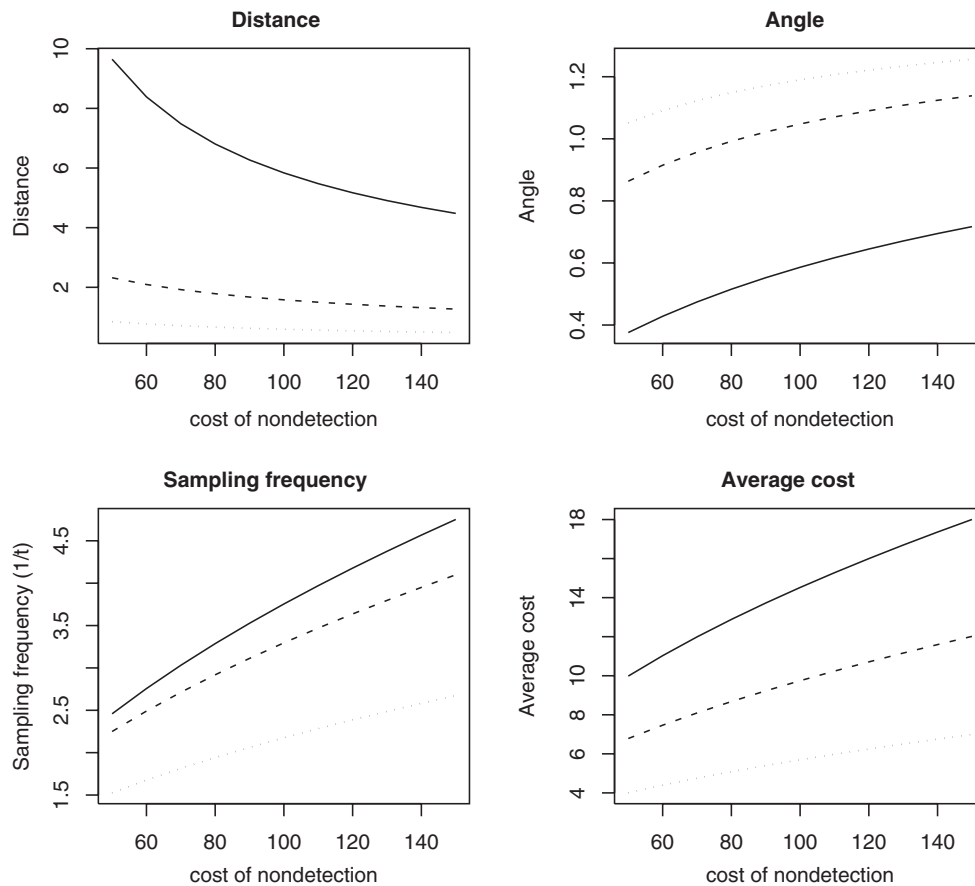 Distance
Distance
10
8
6
4
2
60 80 100 120 140
cost of nondetection
Angle
Angle
1.2
1.0
0.8
0.6
0.4
60 80 100 120 140
cost of nondetection
Sampling frequency
Sampling frequency (1/t)
4.5
3.5
2.5
1.5
60 80 100 120 140
cost of nondetection
Average cost
Average cost
18
14
10
8
6
4
60 80 100 120 140
cost of nondetection